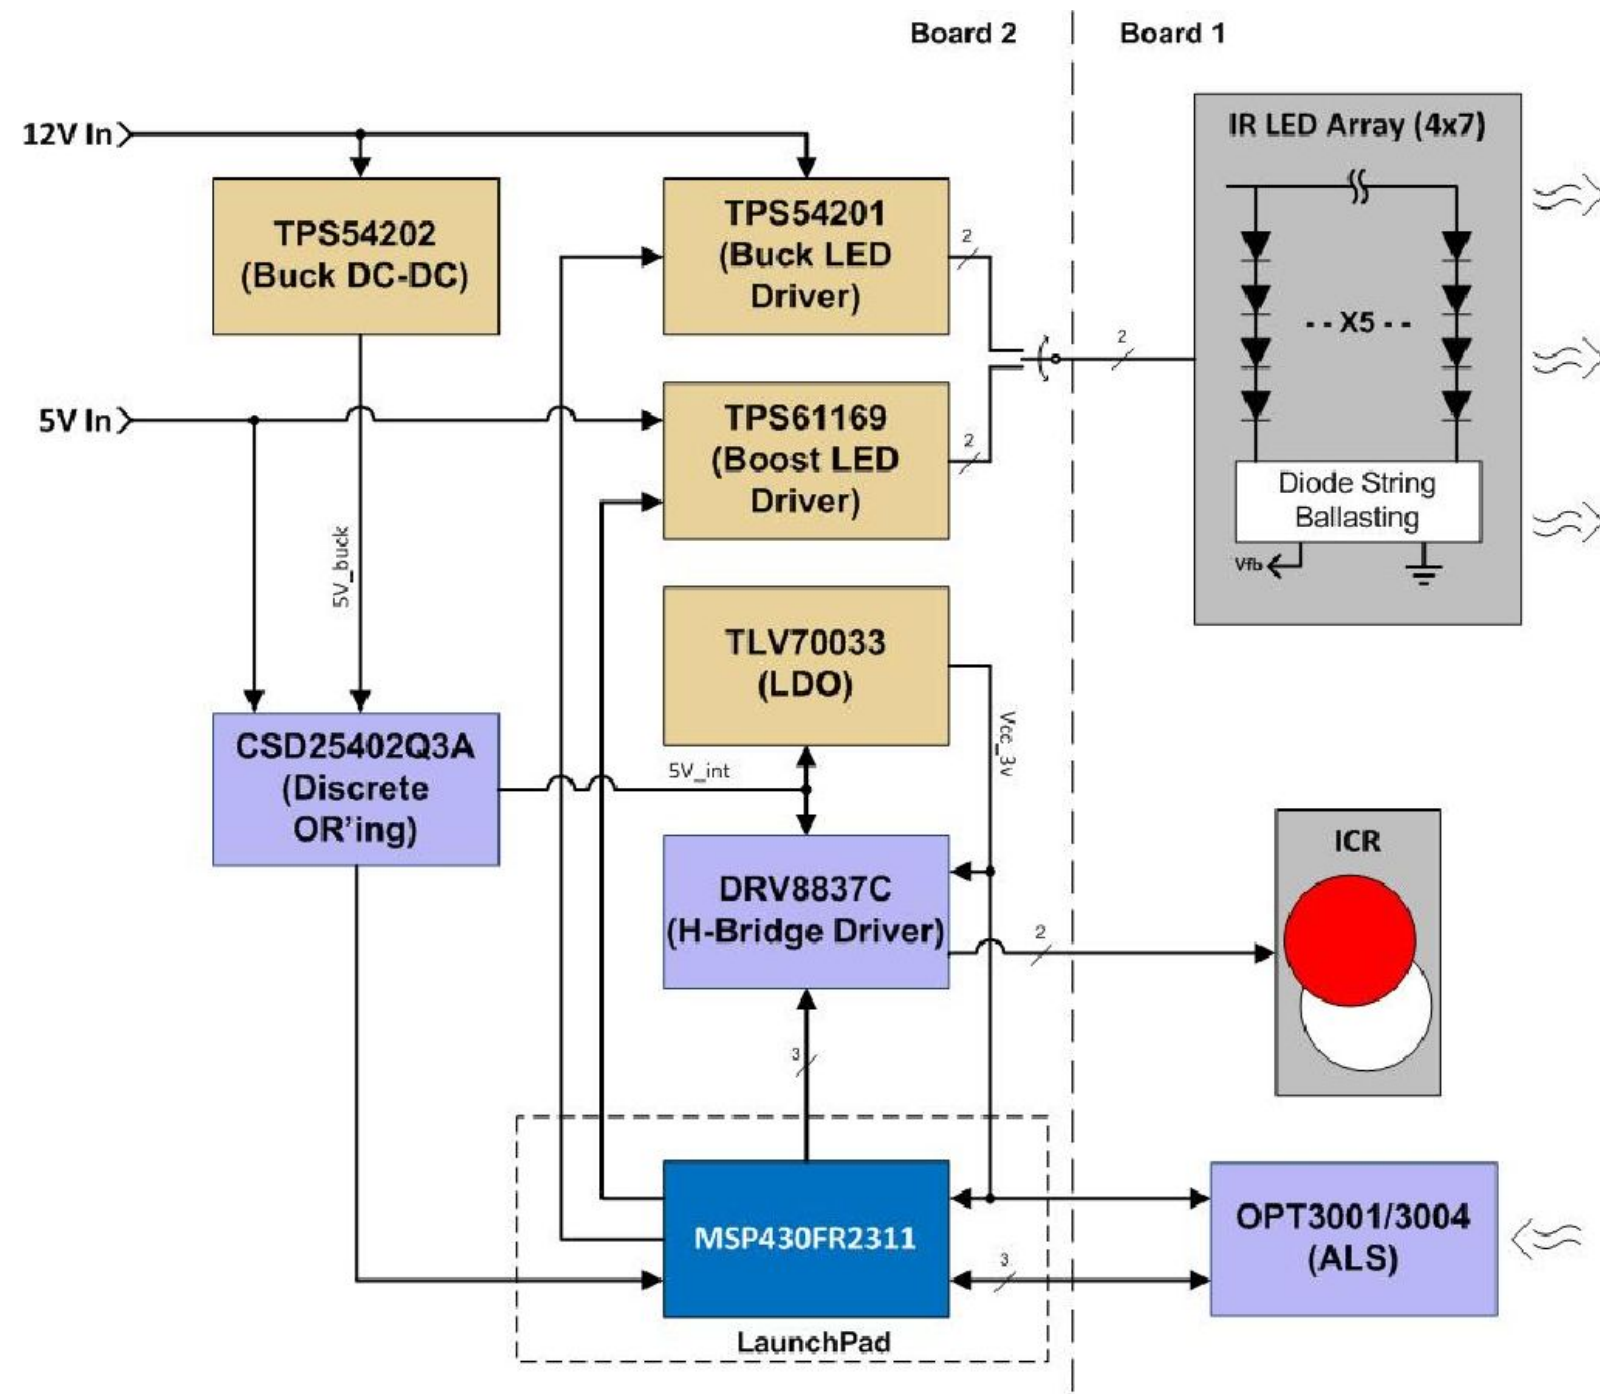 Board 2
Board 1
12V In
IR LED Array (4x7)
TPS54202
(Buck DC-DC)
TPS54201
(Buck LED
Driver)
2
- - X5 - -
2
5V In
TPS61169
(Boost LED
Driver)
2
Diode String
Ballasting
Vfb
5V_buck
TLV70033
(LDO)
Vcc_3v
CSD25402Q3A
(Discrete
OR’ing)
5V_int
ICR
DRV8837C
(H-Bridge Driver)
2
3
MSP430FR2311
OPT3001/3004
(ALS)
3
LaunchPad